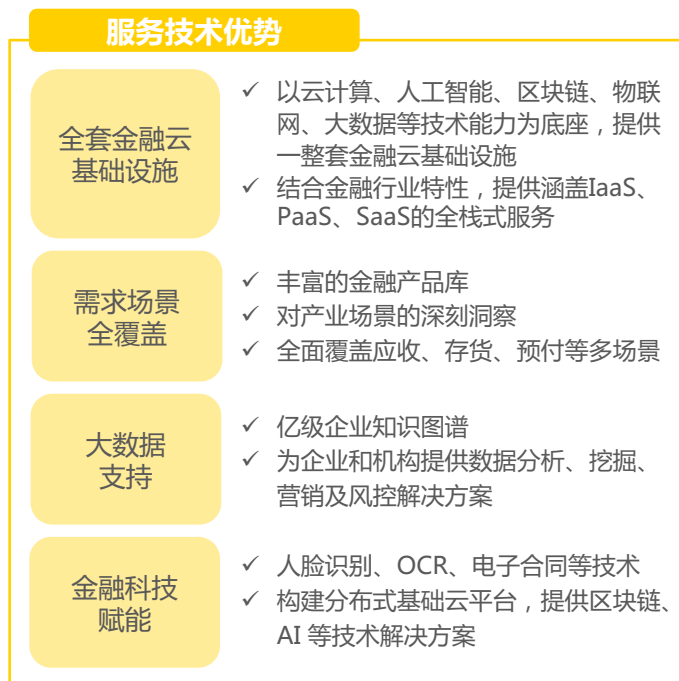 服务技术优势
全套金融云
基础设施
✓ 以云计算、人工智能、区块链、物联
网、大数据等技术能力为底座，提供
一整套金融云基础设施
✓ 结合金融行业特性，提供涵盖IaaS、
PaaS、SaaS的全栈式服务
需求场景
全覆盖
✓ 丰富的金融产品库
✓ 对产业场景的深刻洞察
✓ 全面覆盖应收、存货、预付等多场景
大数据
支持
✓ 亿级企业知识图谱
✓ 为企业和机构提供数据分析、挖掘、
营销及风控解决方案
金融科技
赋能
✓ 人脸识别、OCR、电子合同等技术
✓ 构建分布式基础云平台，提供区块链、
AI 等技术解决方案